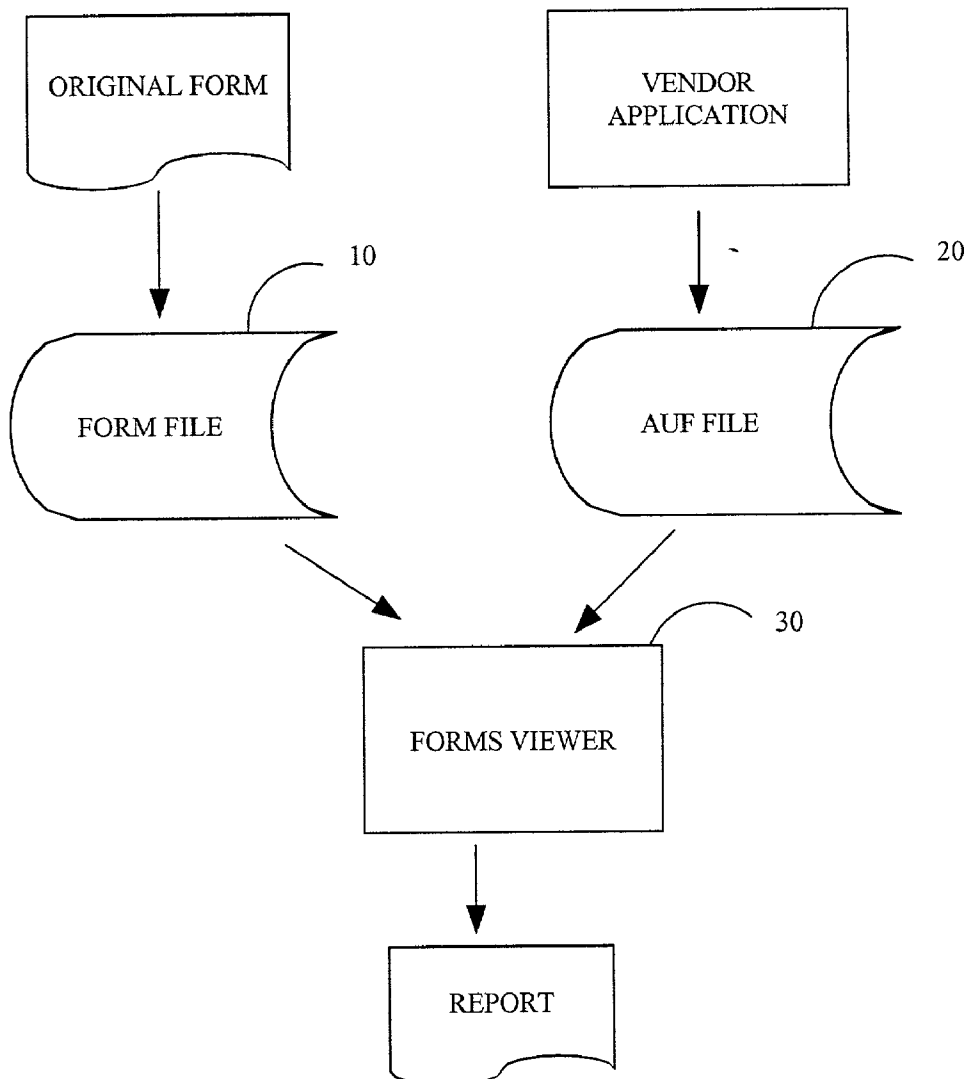 ORIGINAL FORM
VENDOR
APPLICATION
10
20
FORM FILE
AUF FILE
30
FORMS VIEWER
REPORT